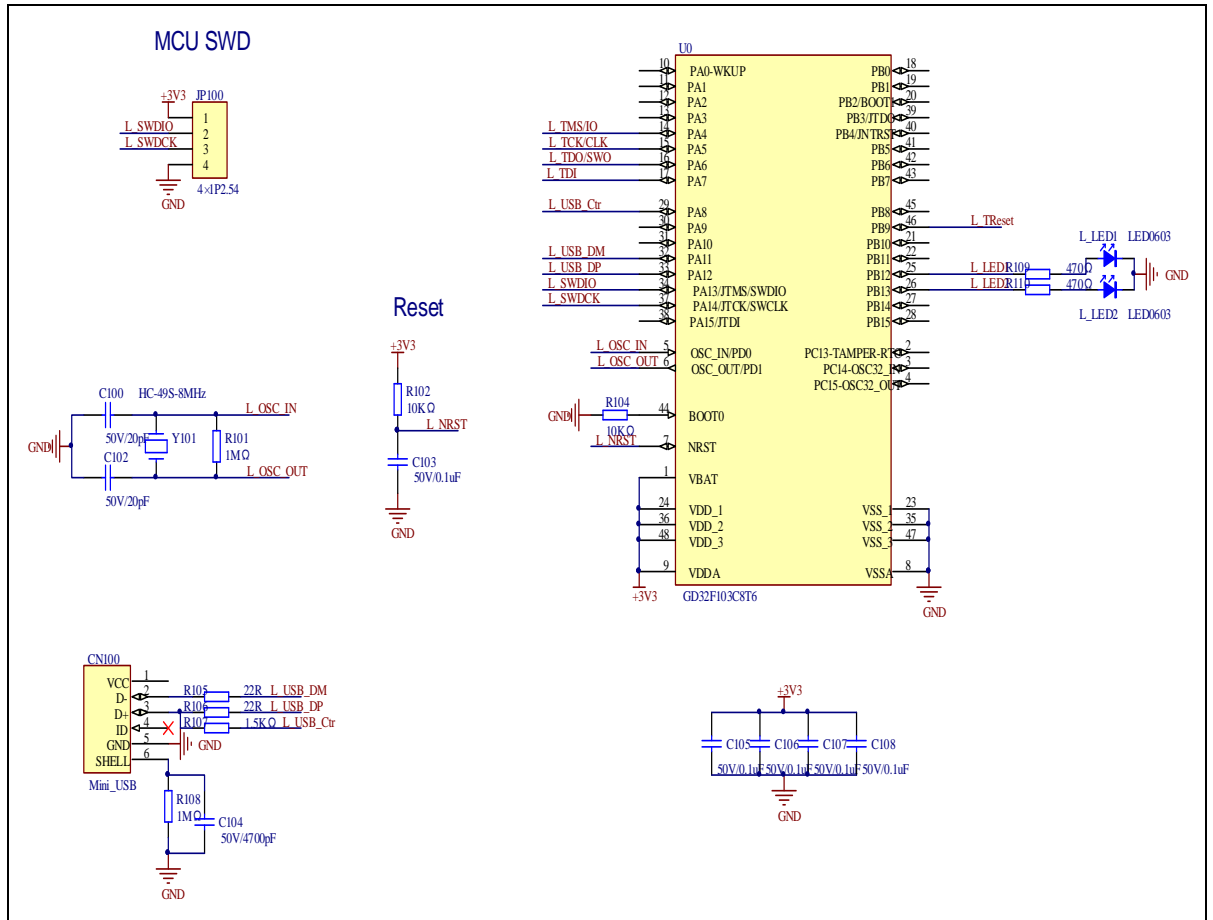 MCU SWD
+3V3
JP100
1
L_SWDIO
2
L_SWDCK
3
4
GND
4×1P2.54
Reset
+3V3
R102
10KΩ
L_NRST
C103
50V/0.1uF
GND
C100
HC-49S-8MHz
L_OSC_IN
GND
50V/20pF
Y101
R101
1MΩ
C102
L_OSC_OUT
50V/20pF
U0
10 PA0-WKUP
11 PA1
12 PA2
13 PA3
L_TMS/IO 14 PA4
L_TCK/CLK 15 PA5
L_TDO/SWO 16 PA6
L_TDI 17 PA7
L_USB_Ctr 29 PA8
30 PA9
31 PA10
L_USB_DM 32 PA11
L_USB_DP 33 PA12
L_SWDIO 34 PA13/JTMS/SWDIO
L_SWDCK 37 PA14/JTCK/SWCLK
38 PA15/JTDI
L_OSC_IN 5 OSC_IN/PD0
L_OSC_OUT 6 OSC_OUT/PD1
GND R104 10KΩ 44 BOOT0
L_NRST 7 NRST
1 VBAT
24 VDD_1
36 VDD_2
48 VDD_3
9 VDDA
+3V3
GD32F103C8T6
PB0 18
PB1 19
PB2/BOOT1 20
PB3/JTDO 39
PB4/JNTRST 40
PB5 41
PB6 42
PB7 43
PB8 45
PB9 46 L_TReset
PB10 21
PB11 22
PB12 25 L_LED1 R109 470Ω
PB13 26 L_LED2 R110 470Ω
PB14 27
PB15 28
L_LED1 LED0603
GND
L_LED2 LED0603
PC13-TAMPER-RTC 2
PC14-OSC32_IN 3
PC15-OSC32_OUT 4
VSS_1 23
VSS_2 35
VSS_3 47
VSSA 8
GND
CN100
VCC 1
D- 2 R105 22R L_USB_DM
D+ 3 R106 22R L_USB_DP
ID 4 R107 1.5KΩ L_USB_Ctr
GND 5 GND
SHELL 6
Mini_USB
R108
1MΩ
C104
50V/4700pF
GND
+3V3
C105 C106 C107 C108
50V/0.1uF 50V/0.1uF 50V/0.1uF 50V/0.1uF
GND